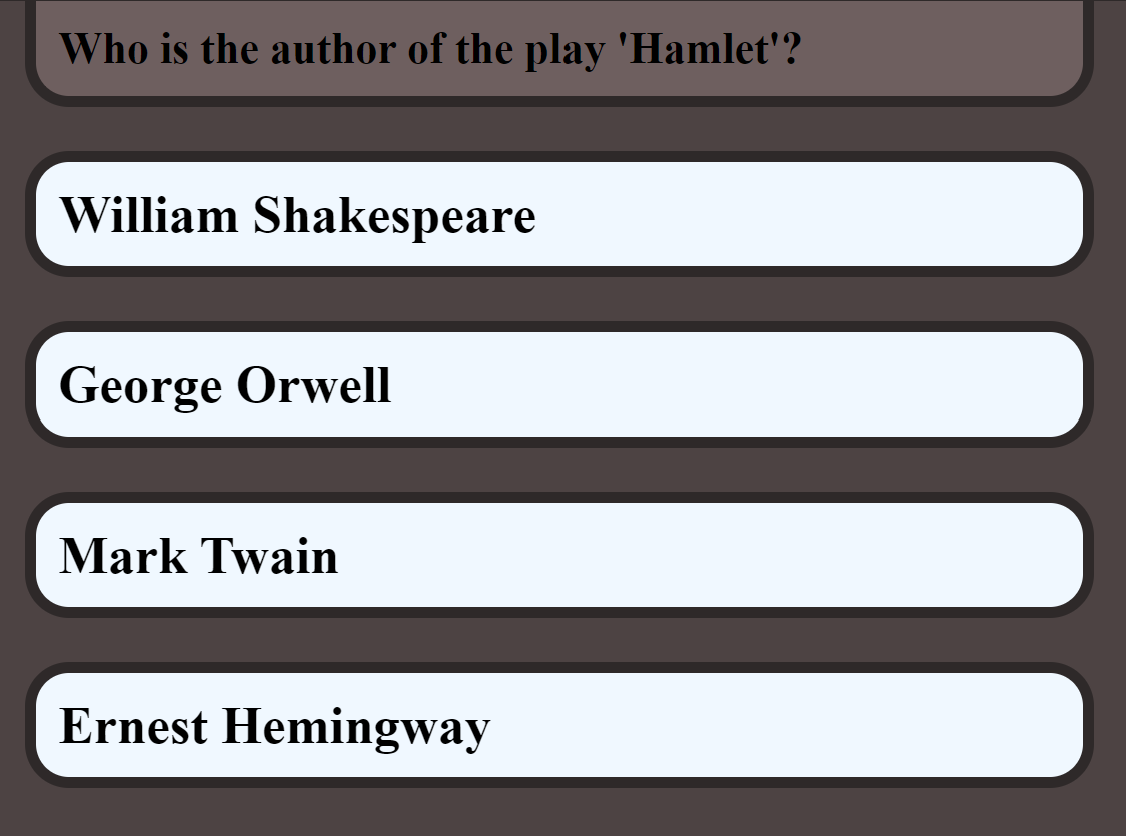 Who is the author of the play 'Hamlet'?
William Shakespeare
George Orwell
Mark Twain
Ernest Hemingway